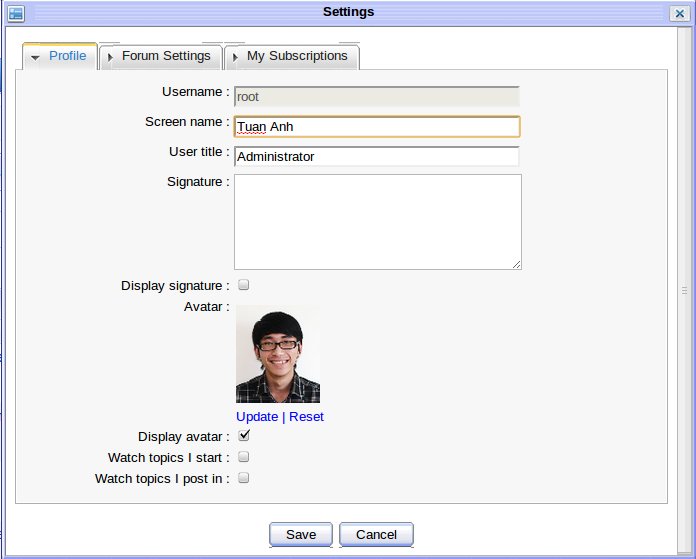 Settings
Profile Forum Settings My Subscriptions
Username : root
Screen name : Tuan Anh
User title : Administrator
Signature :
Display signature :
Avatar :
Update | Reset
Display avatar :
Watch topics I start :
Watch topics I post in :
Save Cancel